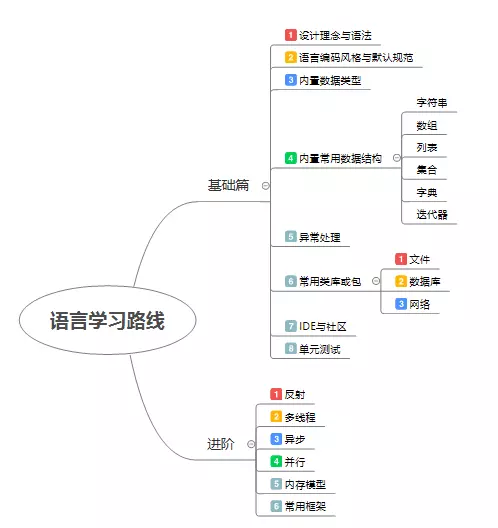 语言学习路线
基础篇
1 设计理念与语法
2 语言编码风格与默认规范
3 内置数据类型
4 内置常用数据结构
字符串
数组
列表
集合
字典
迭代器
5 异常处理
6 常用类库或包
1 文件
2 数据库
3 网络
7 IDE与社区
8 单元测试
进阶
1 反射
2 多线程
3 异步
4 并行
5 内存模型
6 常用框架